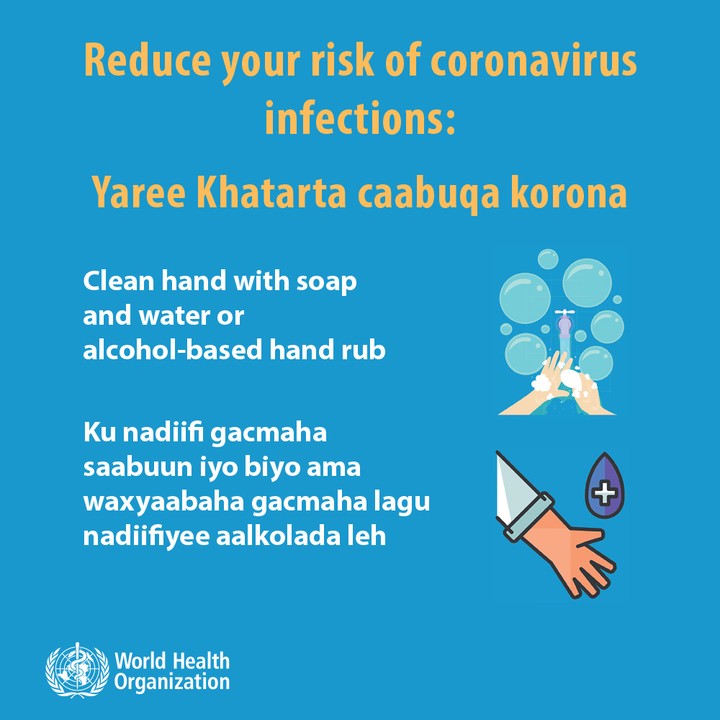 Reduce your risk of coronavirus
infections:
Yaree Khatarta caabuqa korona
Clean hand with soap
and water or
alcohol-based hand rub
Ku nadiifi gacmaha
saabuun iyo biyo ama
waxyaabaha gacmaha lagu
nadiifiyee aalkolada leh
World Health
Organization